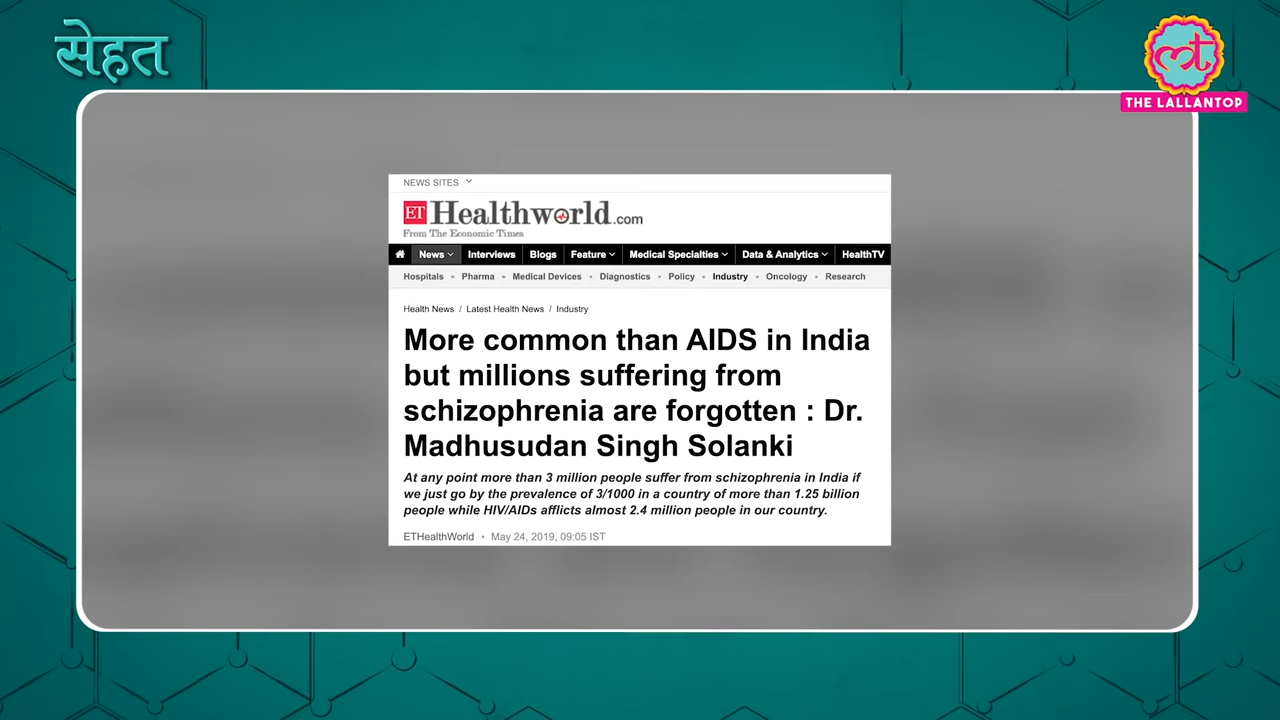 सेहत
THE LALLANTOP
NEWS SITES
ET Healthworld.com
From The Economic Times
News Interviews Blogs Feature Medical Specialties Data & Analytics HealthTV
Hospitals • Pharma • Medical Devices • Diagnostics • Policy • Industry • Oncology • Research
Health News / Latest Health News / Industry
More common than AIDS in India
but millions suffering from
schizophrenia are forgotten : Dr.
Madhusudan Singh Solanki
At any point more than 3 million people suffer from schizophrenia in India if
we just go by the prevalence of 3/1000 in a country of more than 1.25 billion
people while HIV/AIDs afflicts almost 2.4 million people in our country.
ETHealthWorld • May 24, 2019, 09:05 IST